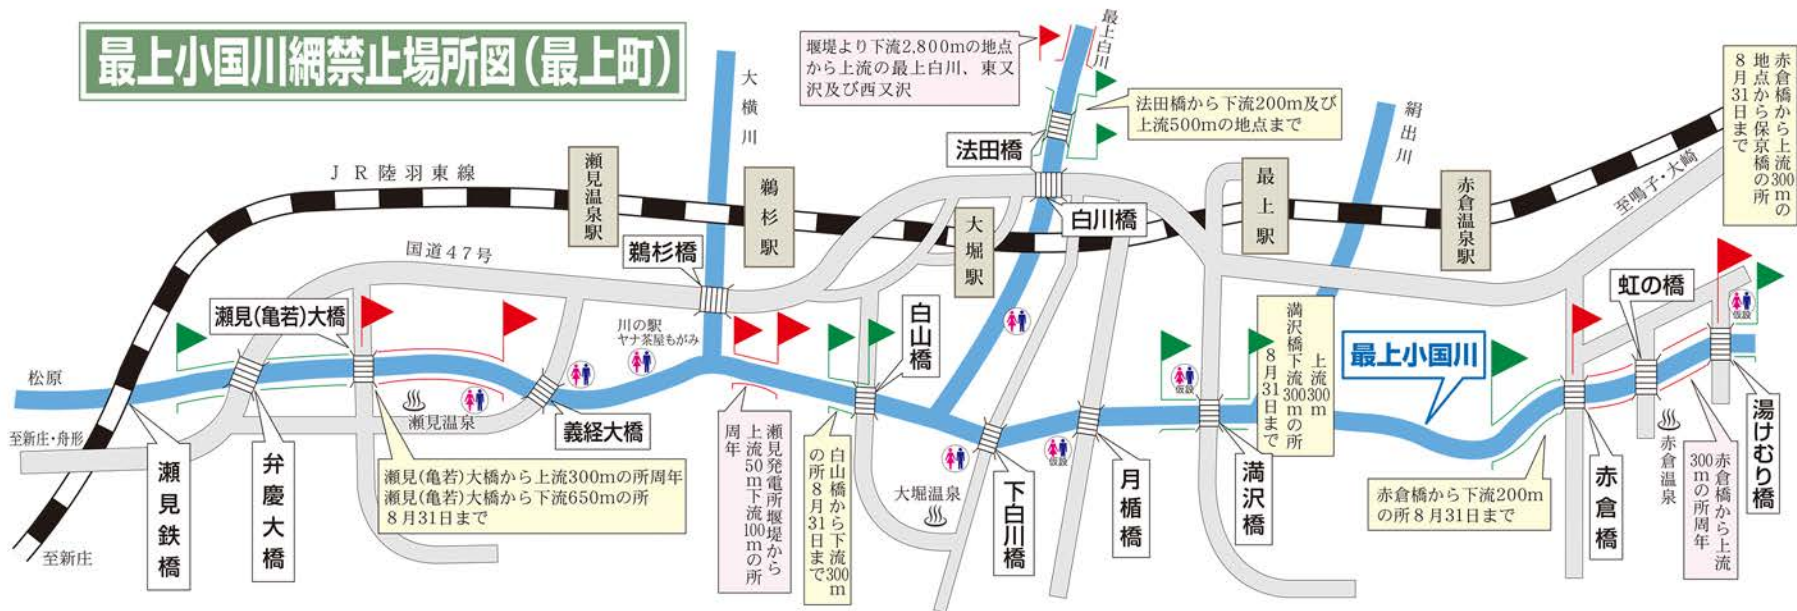 最上小国川網禁止場所図(最上町)
堰堤より下流2,800mの地点
から上流の最上白川、東又
沢及び西又沢
最上白川
法田橋から下流200m及び
上流500mの地点まで
赤倉橋から上流300mの
地点から保京橋の所
8月31日まで
大横川
絹出川
法田橋
JR陸羽東線
瀬見温泉駅
鵜杉駅
大堀駅
白川橋
最上駅
赤倉温泉駅
至鳴子・大崎
国道47号
鵜杉橋
瀬見(亀若)大橋
川の駅
ヤナ茶屋もがみ
白山橋
上流300m
満沢橋下流300mの所
8月31日まで
最上小国川
虹の橋
仮設
仮設
仮設
松原
瀬見温泉
義経大橋
至新庄・舟形
瀬見鉄橋
弁慶大橋
瀬見(亀若)大橋から上流300mの所周年
瀬見(亀若)大橋から下流650mの所
8月31日まで
瀬見発電所堰堤から
上流50m下流100mの所
周年
白山橋から下流300m
の所8月31日まで
大堀温泉
下白川橋
月楯橋
満沢橋
赤倉橋から下流200m
の所8月31日まで
赤倉橋
赤倉温泉
赤倉橋から上流
300mの所周年
湯けむり橋
至新庄